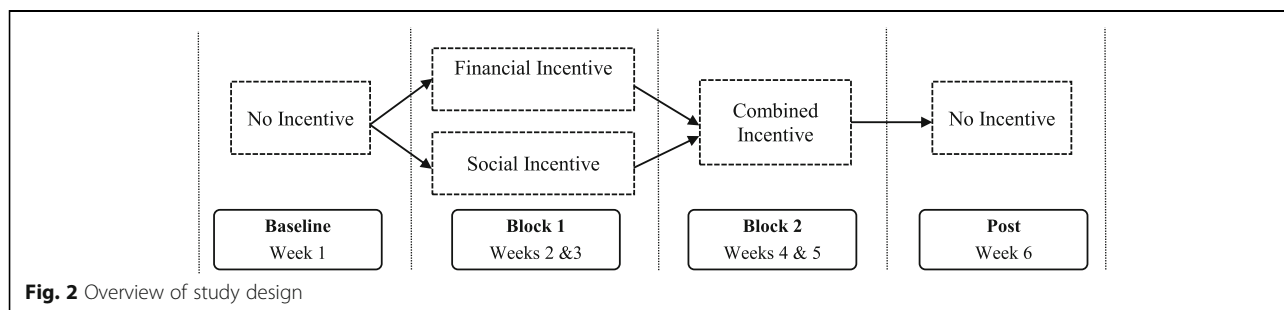 No Incentive
Financial Incentive
Social Incentive
Combined
Incentive
No Incentive
Baseline
Week 1
Block 1
Weeks 2 &3
Block 2
Weeks 4 & 5
Post
Week 6
Fig. 2 Overview of study design